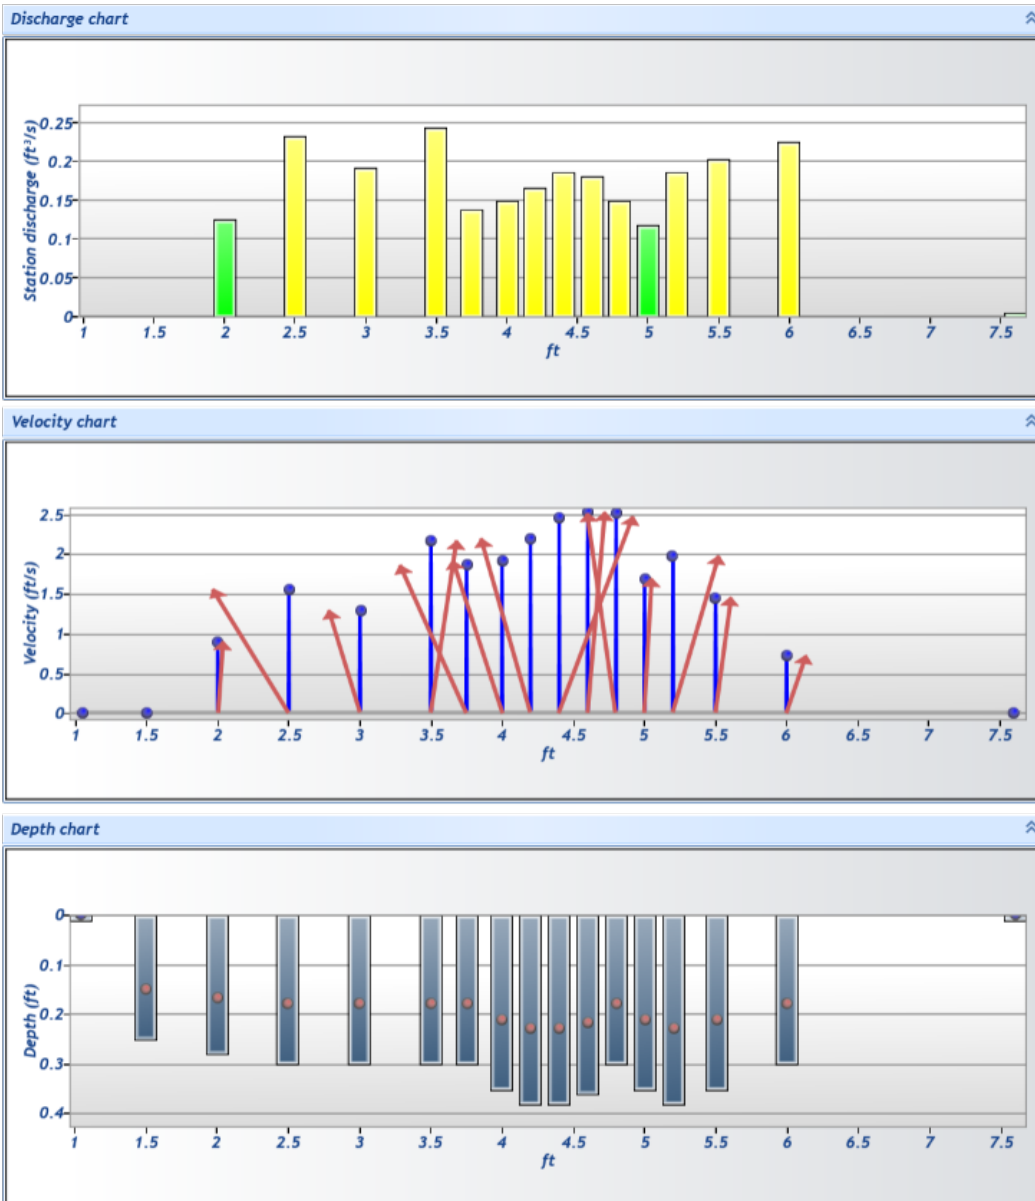 Discharge chart
Station discharge (ft³/s)
0.25
0.2
0.15
0.1
0.05
0
1 1.5 2 2.5 3 3.5 4 4.5 5 5.5 6 6.5 7 7.5
ft
Velocity chart
Velocity (ft/s)
2.5
2
1.5
1
0.5
0
1 1.5 2 2.5 3 3.5 4 4.5 5 5.5 6 6.5 7 7.5
ft
Depth chart
Depth (ft)
0
0.1
0.2
0.3
0.4
1 1.5 2 2.5 3 3.5 4 4.5 5 5.5 6 6.5 7 7.5
ft